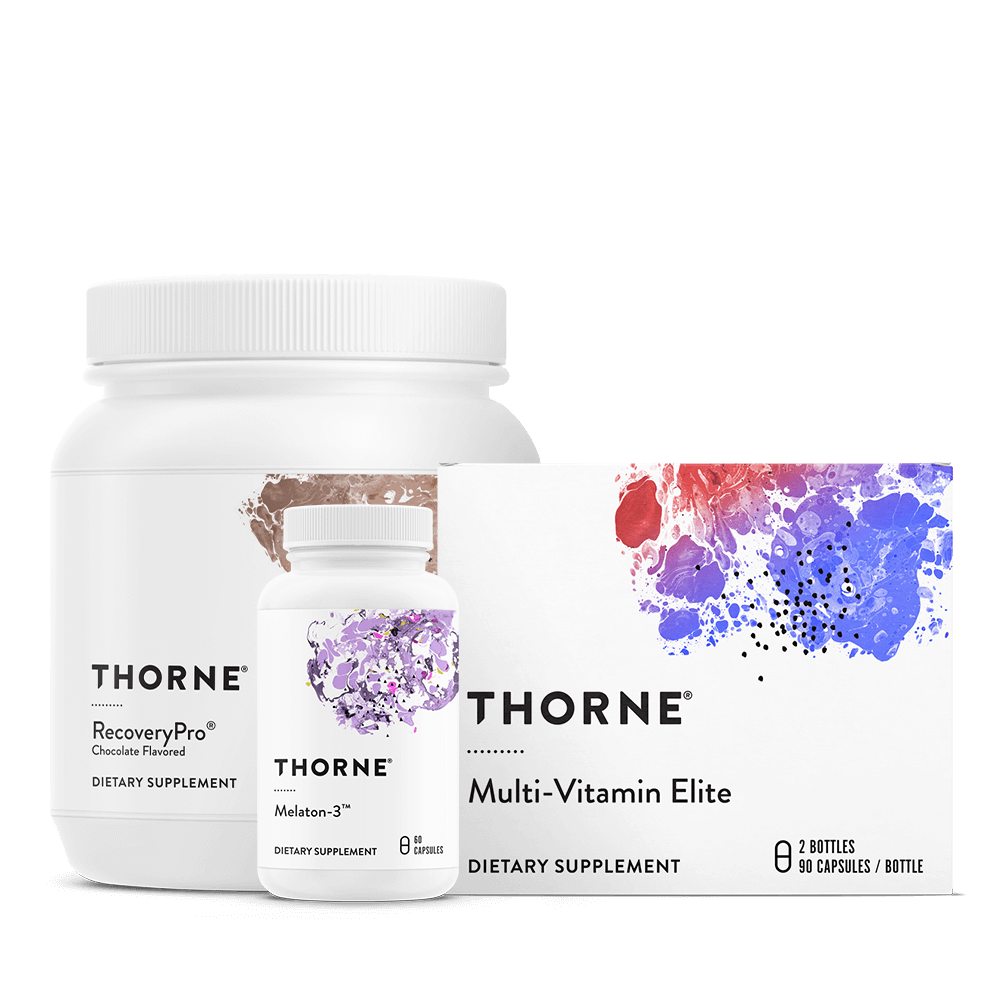 THORNE®
RecoveryPro®
Chocolate Flavored
DIETARY SUPPLEMENT
THORNE®
Melaton-3™
DIETARY SUPPLEMENT
60
CAPSULES
THORNE®
Multi-Vitamin Elite
DIETARY SUPPLEMENT
2 BOTTLES
90 CAPSULES / BOTTLE